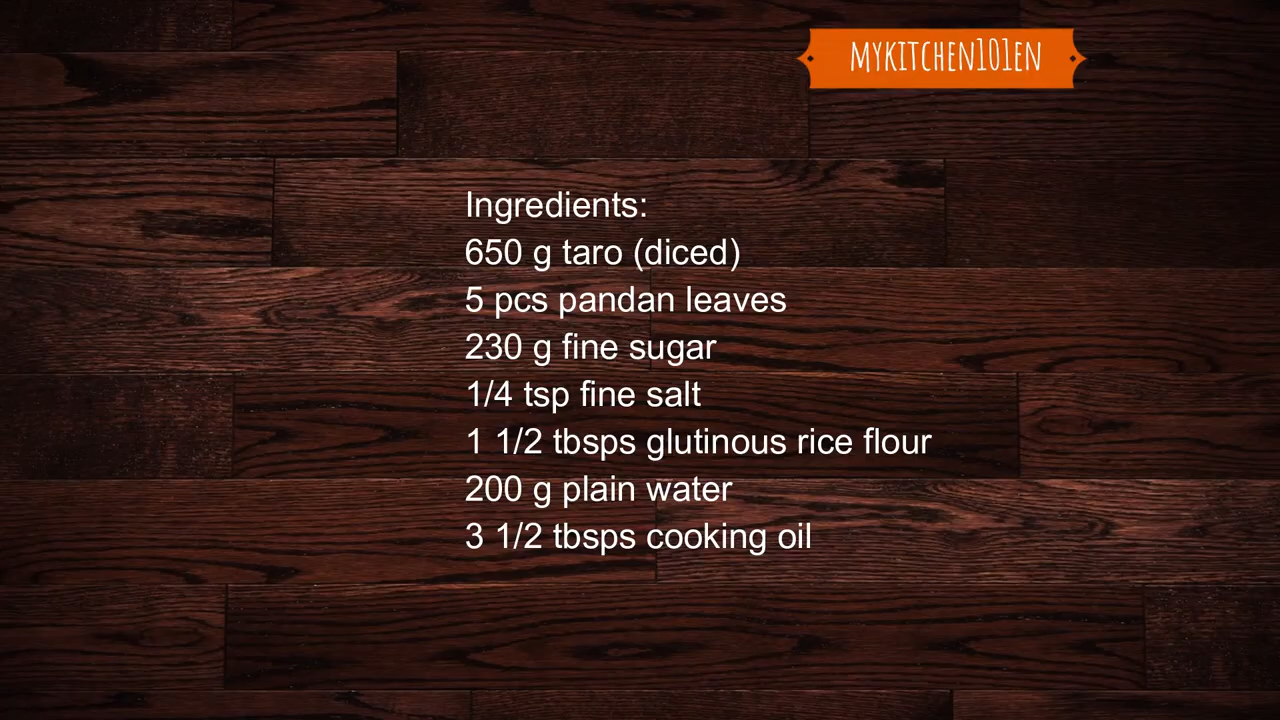 MYKITCHEN101EN
Ingredients:
650 g taro (diced)
5 pcs pandan leaves
230 g fine sugar
1/4 tsp fine salt
1 1/2 tbsps glutinous rice flour
200 g plain water
3 1/2 tbsps cooking oil